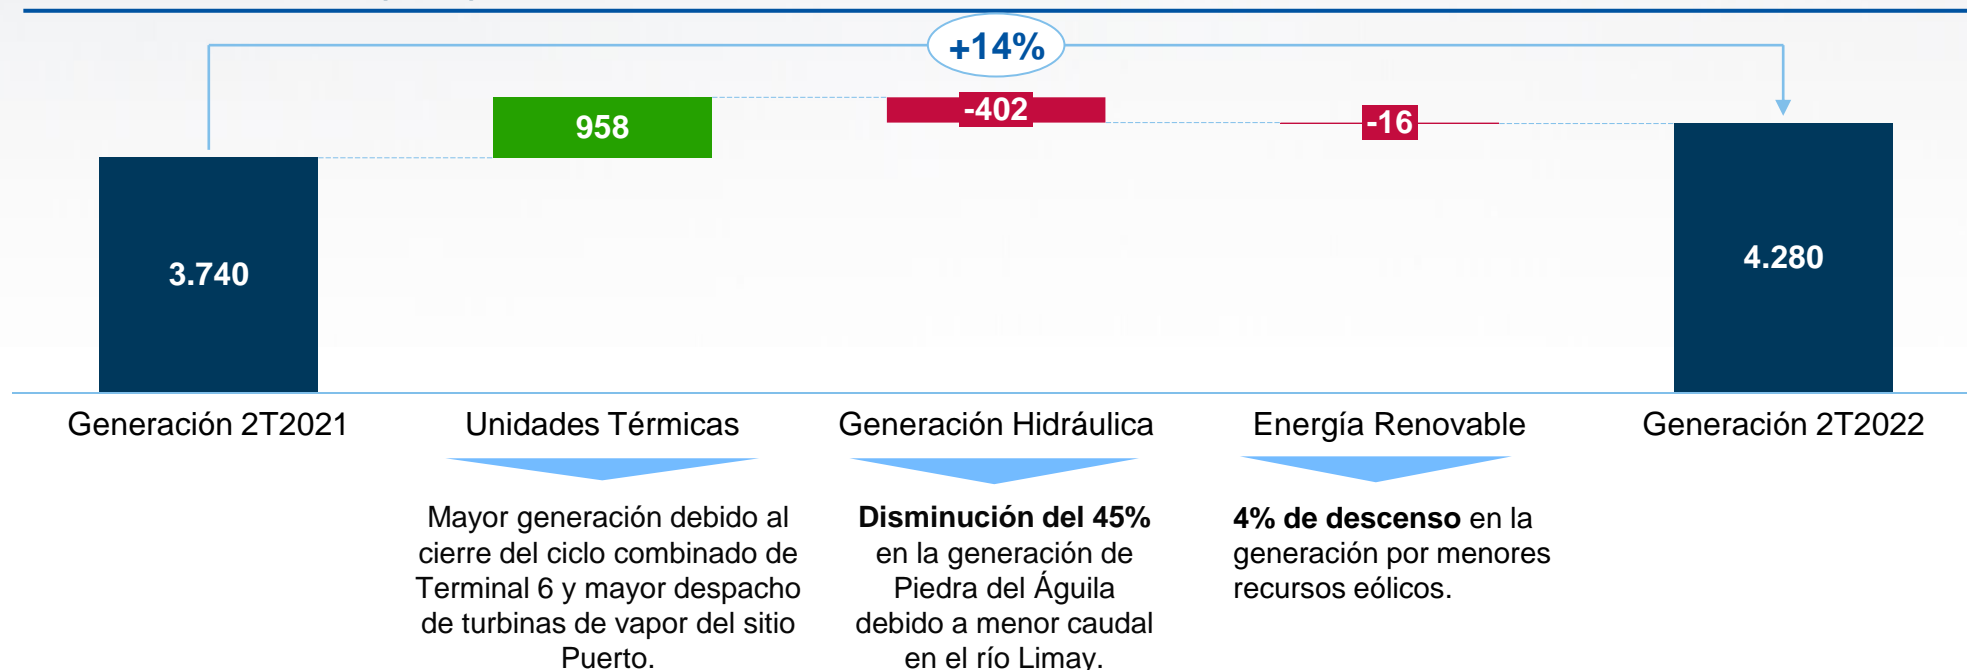 +14%
958
-402
-16
3.740
4.280
Generación 2T2021
Unidades Térmicas
Generación Hidráulica
Energía Renovable
Generación 2T2022
Mayor generación debido al
cierre del ciclo combinado de
Terminal 6 y mayor despacho
de turbinas de vapor del sitio
Puerto.
Disminución del 45%
en la generación de
Piedra del Águila
debido a menor caudal
en el río Limay.
4% de descenso en la
generación por menores
recursos eólicos.